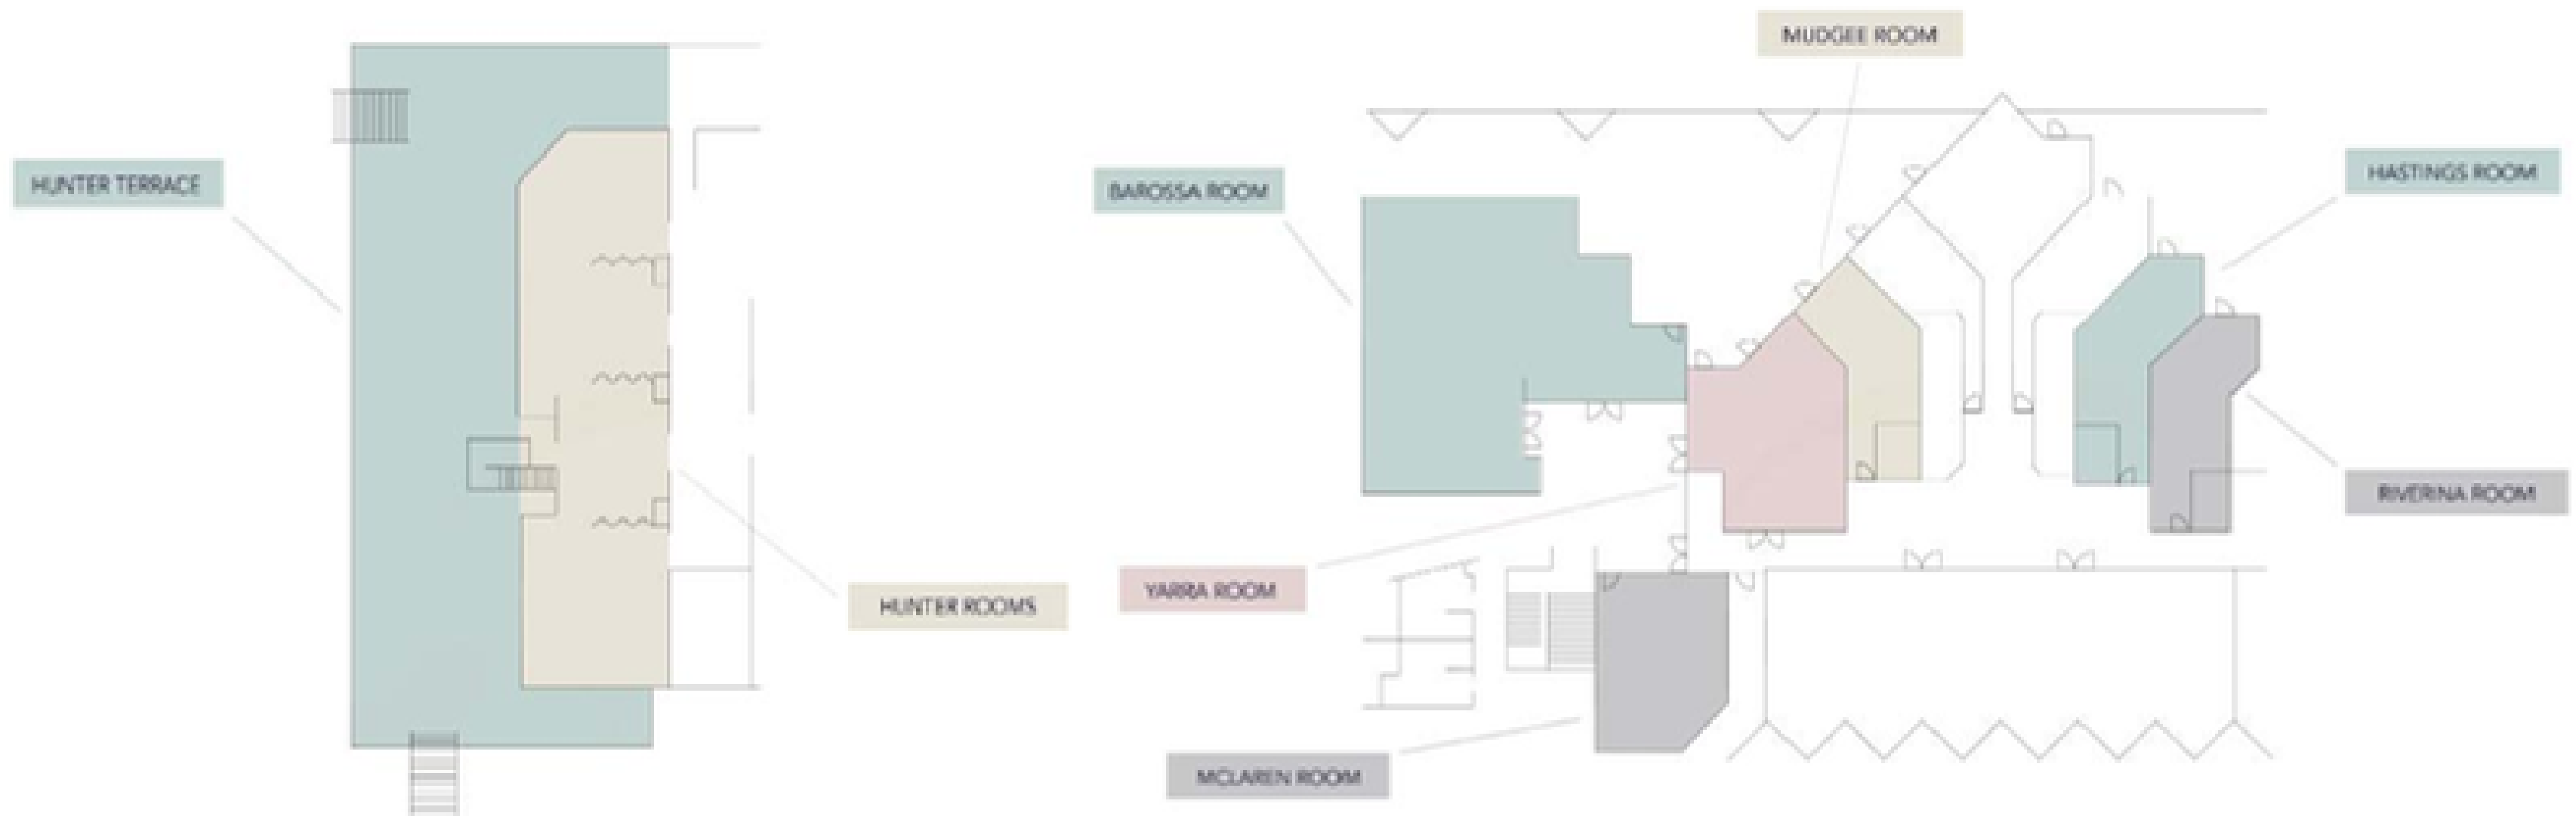 MUDGEE ROOM
HUNTER TERRACE
BAROSSA ROOM
HASTINGS ROOM
RIVERINA ROOM
YARRA ROOM
HUNTER ROOMS
MCLAREN ROOM